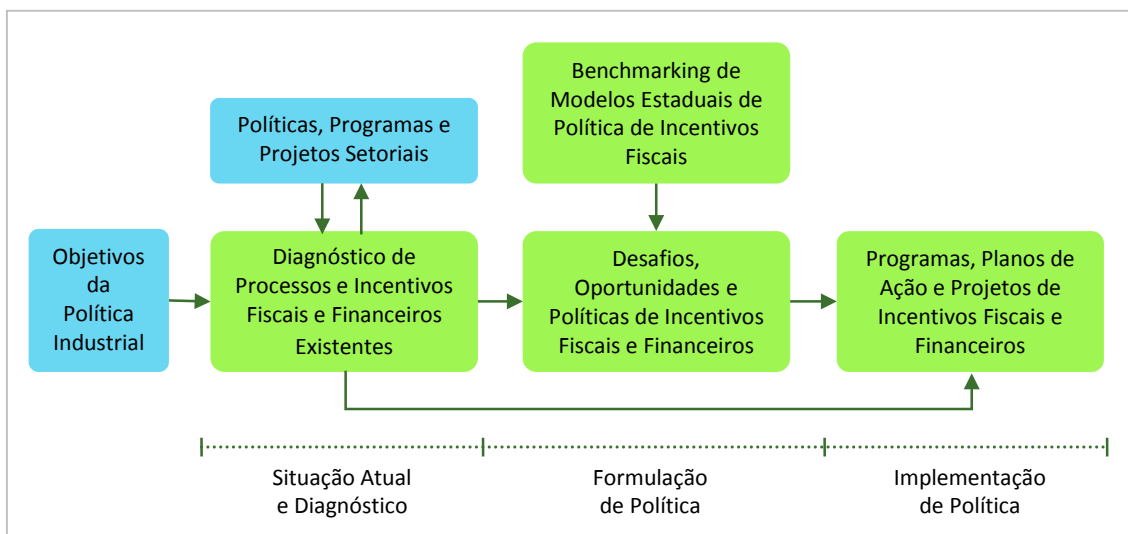 Benchmarking de
Modelos Estaduais de
Política de Incentivos
Fiscais
Políticas, Programas e
Projetos Setoriais
Objetivos
da
Política
Industrial
Diagnóstico de
Processos e Incentivos
Fiscais e Financeiros
Existentes
Desafios,
Oportunidades e
Políticas de Incentivos
Fiscais e Financeiros
Programas, Planos de
Ação e Projetos de
Incentivos Fiscais e
Financeiros
Situação Atual
e Diagnóstico
Formulação
de Política
Implementação
de Política